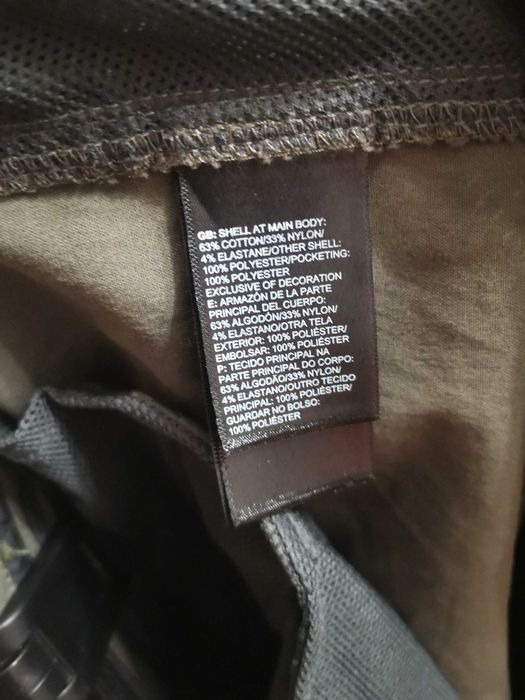 GB: SHELL AT MAIN BODY:
63% COTTON/33% NYLON/
4% ELASTANE/OTHER SHELL:
100% POLYESTER/POCKETING:
100% POLYESTER
EXCLUSIVE OF DECORATION
E: ARMAZÓN DE LA PARTE
PRINCIPAL DEL CUERPO:
63% ALGODÓN/33% NYLON/
4% ELASTANO/OTRA TELA
EXTERIOR: 100% POLIÉSTER/
EMBOLSAR: 100% POLIÉSTER
P: TECIDO PRINCIPAL NA
PARTE PRINCIPAL DO CORPO:
63% ALGODÃO/33% NYLON/
4% ELASTANO/OUTRO TECIDO
PRINCIPAL: 100% POLIÉSTER/
GUARDAR NO BOLSO:
100% POLIÉSTER